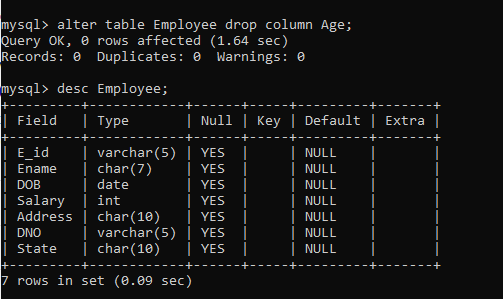 mysql> alter table Employee drop column Age;
Query OK, 0 rows affected (1.64 sec)
Records: 0  Duplicates: 0  Warnings: 0
mysql> desc Employee;
+---------+------------+------+-----+---------+-------+
| Field   | Type       | Null | Key | Default | Extra |
+---------+------------+------+-----+---------+-------+
| E_id    | varchar(5) | YES  |     | NULL    |       |
| Ename   | char(7)    | YES  |     | NULL    |       |
| DOB     | date       | YES  |     | NULL    |       |
| Salary  | int        | YES  |     | NULL    |       |
| Address | char(10)   | YES  |     | NULL    |       |
| DNO     | varchar(5) | YES  |     | NULL    |       |
| State   | char(10)   | YES  |     | NULL    |       |
+---------+------------+------+-----+---------+-------+
7 rows in set (0.09 sec)